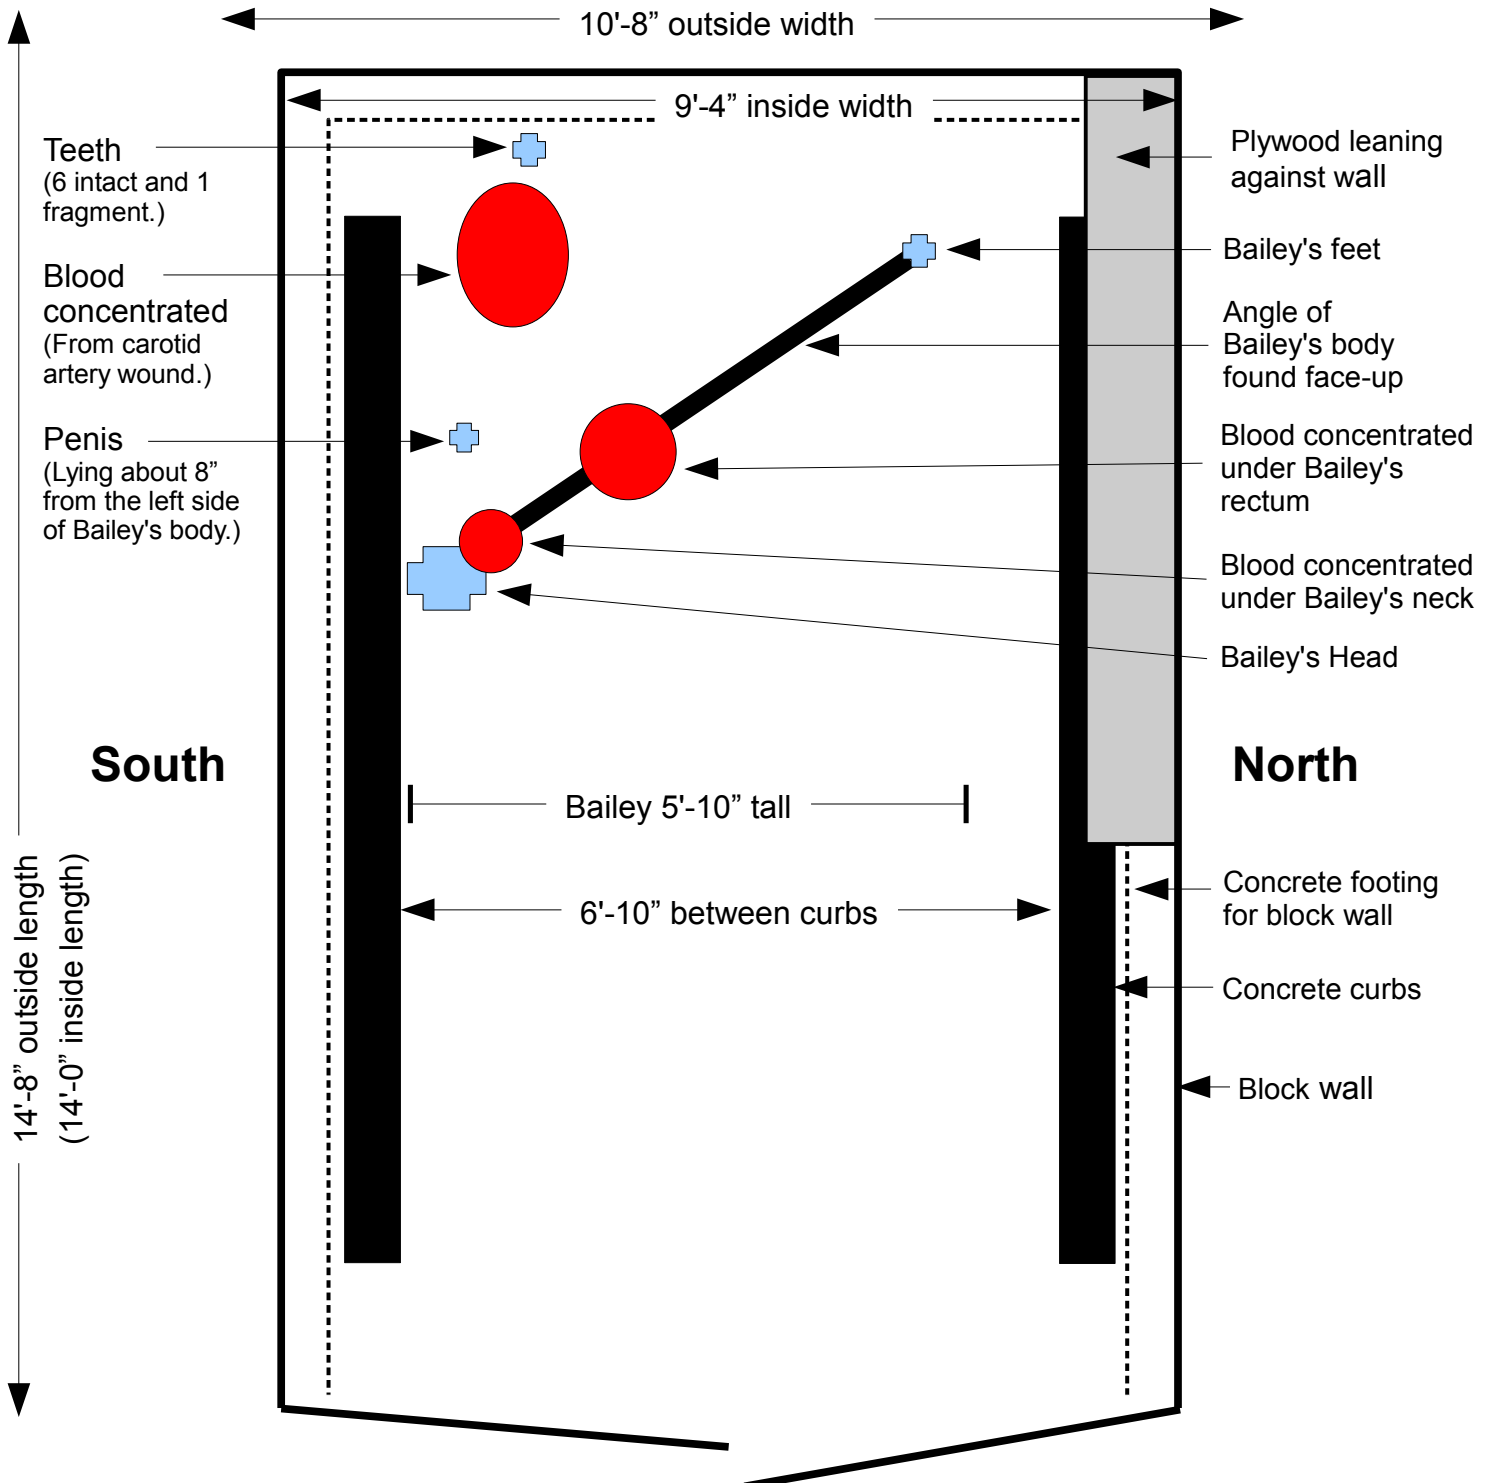 10'-8” outside width
9'-4” inside width
Teeth
(6 intact and 1
fragment.)
Blood
concentrated
(From carotid
artery wound.)
Penis
(Lying about 8”
from the left side
of Bailey's body.)
Plywood leaning
against wall
Bailey's feet
Angle of
Bailey's body
found face-up
Blood concentrated
under Bailey's
rectum
Blood concentrated
under Bailey's neck
Bailey's Head
South
North
Bailey 5'-10” tall
6'-10” between curbs
14'-8” outside length
(14'-0” inside length)
Concrete footing
for block wall
Concrete curbs
Block wall